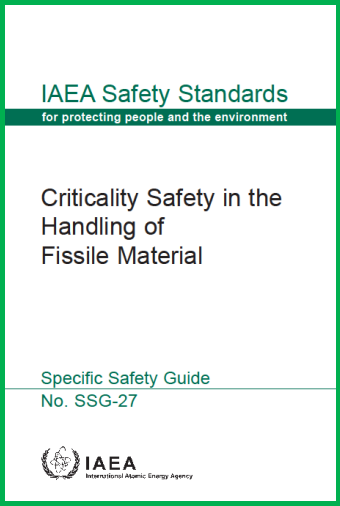 IAEA Safety Standards
for protecting people and the environment
Criticality Safety in the
Handling of
Fissile Material
Specific Safety Guide
No. SSG-27
IAEA
International Atomic Energy Agency